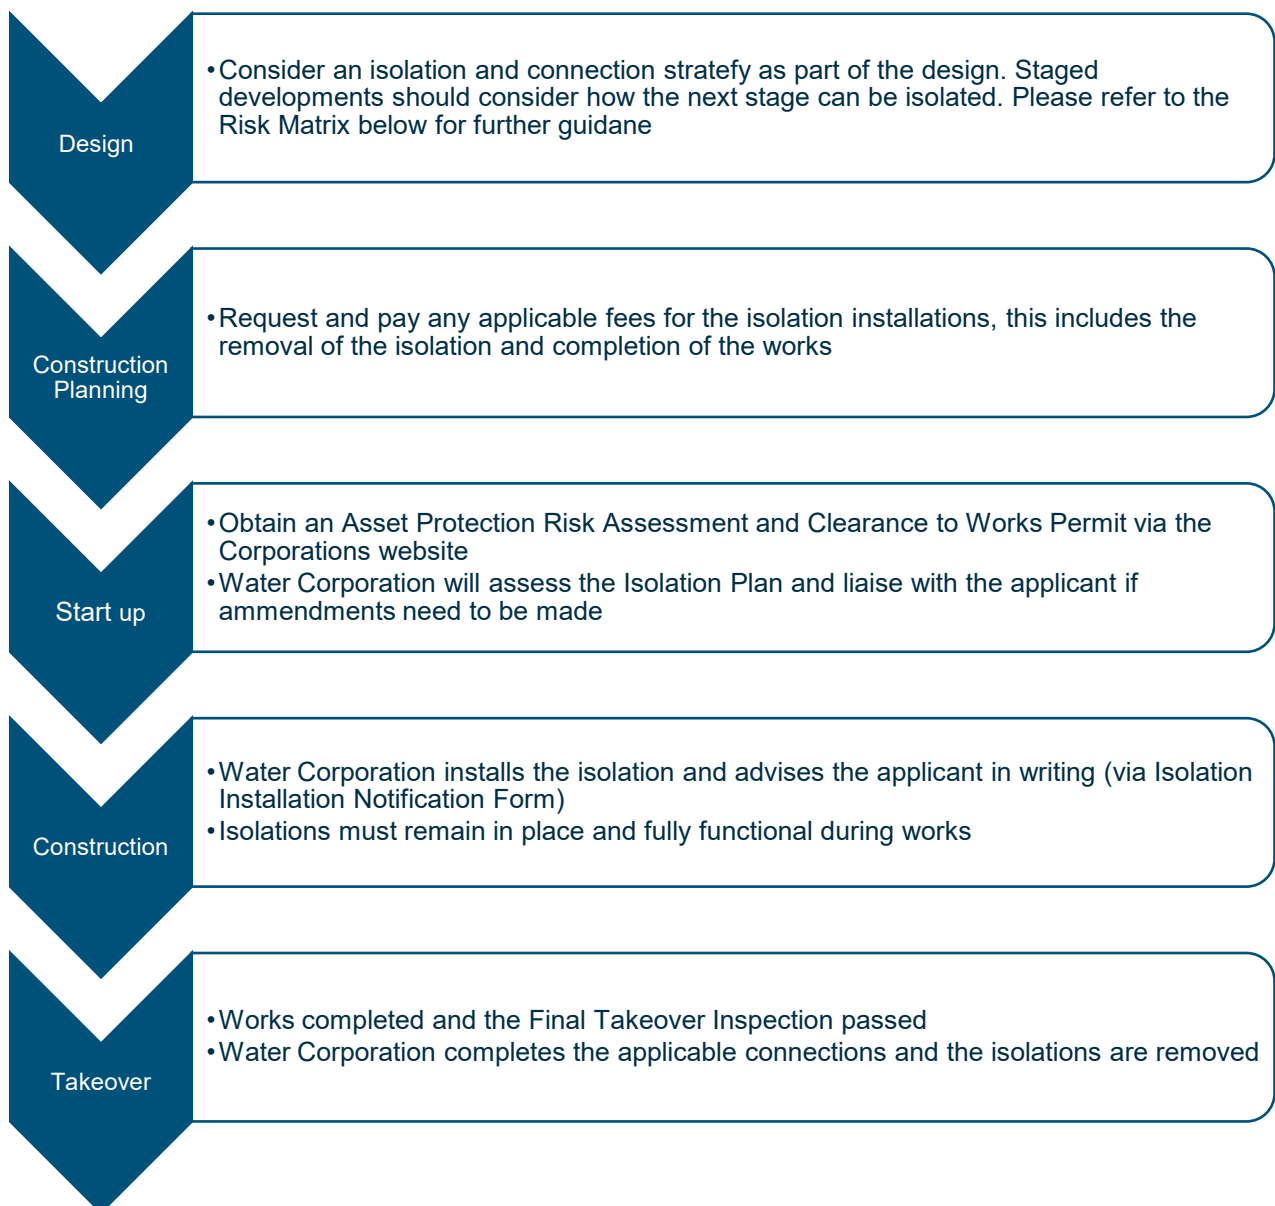 Design
•Consider an isolation and connection stratefy as part of the design. Staged
developments should consider how the next stage can be isolated. Please refer to the
Risk Matrix below for further guidane
Construction
Planning
•Request and pay any applicable fees for the isolation installations, this includes the
removal of the isolation and completion of the works
Start up
•Obtain an Asset Protection Risk Assessment and Clearance to Works Permit via the
Corporations website
•Water Corporation will assess the Isolation Plan and liaise with the applicant if
ammendments need to be made
Construction
•Water Corporation installs the isolation and advises the applicant in writing (via Isolation
Installation Notification Form)
•Isolations must remain in place and fully functional during works
Takeover
•Works completed and the Final Takeover Inspection passed
•Water Corporation completes the applicable connections and the isolations are removed